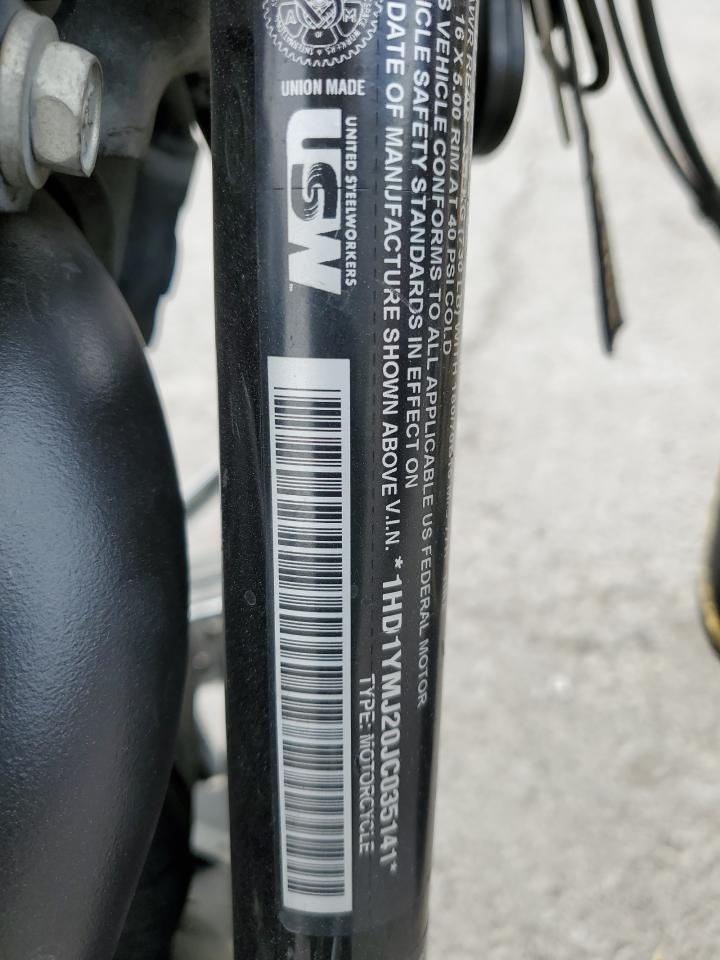 UNION MADE
USW
UNITED STEELWORKERS
16 X 5.00 RIM AT 40 PSI COLD
S VEHICLE CONFORMS TO ALL APPLICABLE US FEDERAL MOTOR
ICLE SAFETY STANDARDS IN EFFECT ON
DATE OF MANUFACTURE SHOWN ABOVE V.I.N. *1HD1YMJ20JC035141*
TYPE: MOTORCYCLE